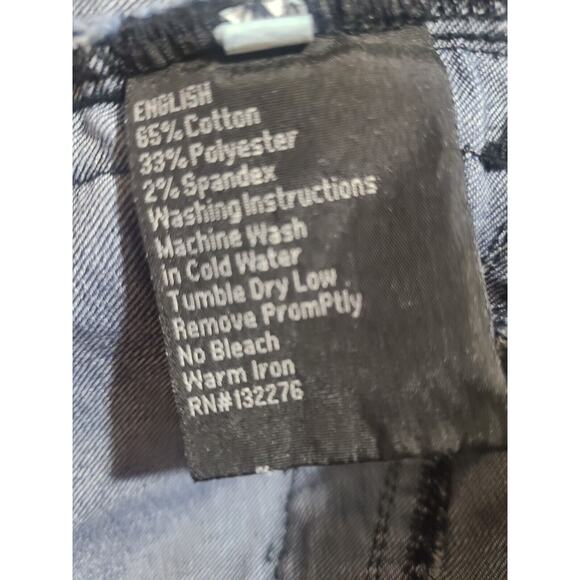 ENGLISH
65% Cotton
33% Polyester
2% Spandex
Washing Instructions
Machine Wash
in Cold Water
Tumble Dry Low
Remove PromPtly
No Bleach
Warm Iron
RN#132276